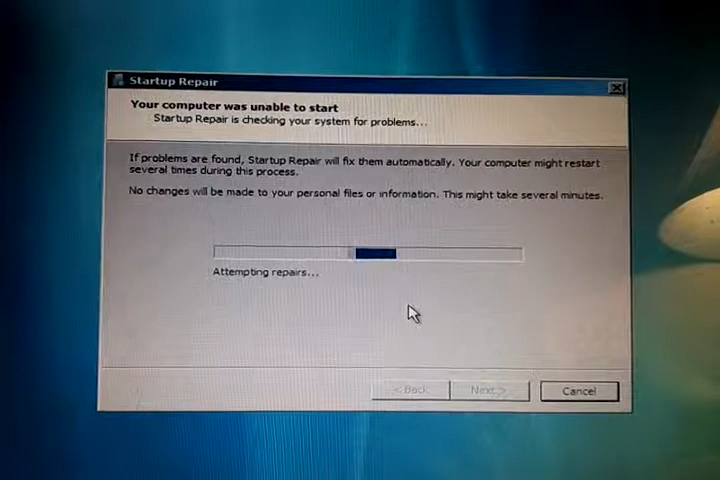 Startup Repair
Your computer was unable to start
Startup Repair is checking your system for problems...
If problems are found, Startup Repair will fix them automatically. Your computer might restart
several times during this process.
No changes will be made to your personal files or information. This might take several minutes.
Attempting repairs...
< Back
Next >
Cancel